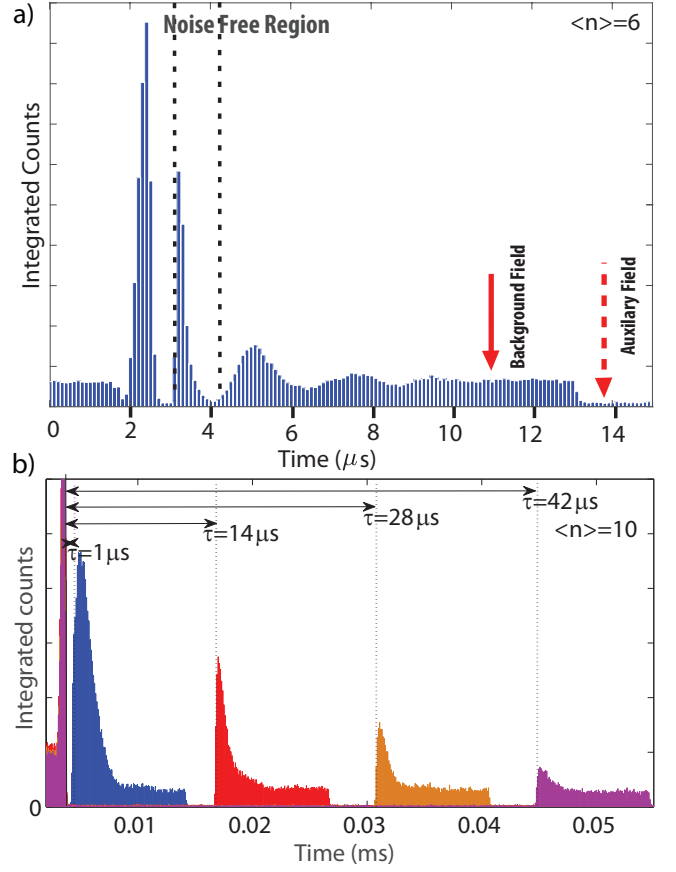 a)
Noise Free Region
<n>=6
Integrated Counts
Background Field
Auxilary Field
0 2 4 6 8 10 12 14
Time (μs)
b)
τ=42μs
τ=28μs
τ=14μs
τ=1μs
<n>=10
Integrated counts
0
0.01 0.02 0.03 0.04 0.05
Time (ms)